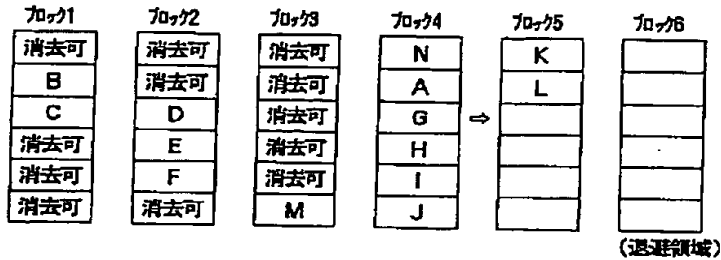 ブロック1 ブロック2 ブロック3 ブロック4 ブロック5 ブロック6
消去可 消去可 消去可 N K
B 消去可 消去可 A L
C D 消去可 G ⇨
消去可 E 消去可 H
消去可 F 消去可 I
消去可 消去可 M J
(退避領域)